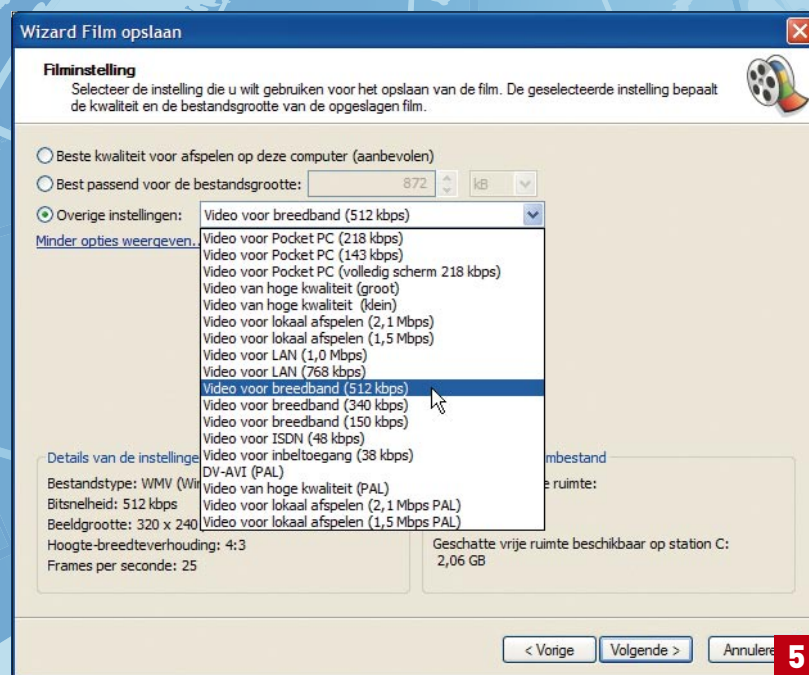 Wizard Film opslaan
Filminstelling
Selecteer de instelling die u wilt gebruiken voor het opslaan van de film. De geselecteerde instelling bepaalt
de kwaliteit en de bestandsgrootte van de opgeslagen film.
Beste kwaliteit voor afspelen op deze computer (aanbevolen)
Best passend voor de bestandsgrootte: 872 kB
Overige instellingen: Video voor breedband (512 kbps)
Minder opties weergeven..
Video voor Pocket PC (218 kbps)
Video voor Pocket PC (143 kbps)
Video voor Pocket PC (volledig scherm 218 kbps)
Video van hoge kwaliteit (groot)
Video van hoge kwaliteit (klein)
Video voor lokaal afspelen (2,1 Mbps)
Video voor lokaal afspelen (1,5 Mbps)
Video voor LAN (1,0 Mbps)
Video voor LAN (768 kbps)
Video voor breedband (512 kbps)
Video voor breedband (340 kbps)
Video voor breedband (150 kbps)
Video voor ISDN (48 kbps)
Video voor inbeltoegang (38 kbps)
DV-AVI (PAL)
Video van hoge kwaliteit (PAL)
Video voor lokaal afspelen (2,1 Mbps PAL)
Video voor lokaal afspelen (1,5 Mbps PAL)
Details van de instellinge
Bestandstype: WMV (Wi
Bitsnelheid: 512 kbps
Beeldgrootte: 320 x 240
Hoogte-breedteverhouding: 4:3
Frames per seconde: 25
mbestand
e ruimte:
Geschatte vrije ruimte beschikbaar op station C:
2,06 GB
< Vorige
Volgende >
Annulere
5